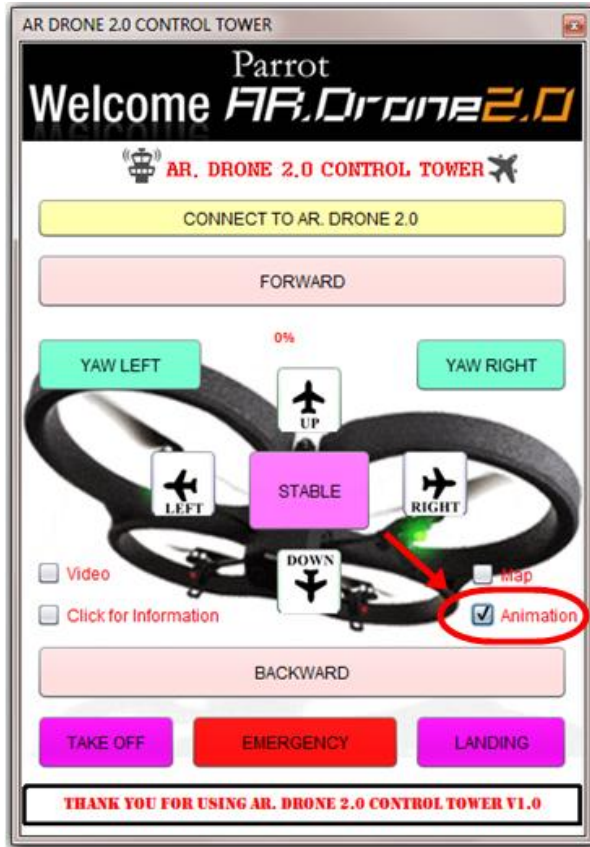 AR DRONE 2.0 CONTROL TOWER
Parrot
Welcome AR.Drone2.0
AR. DRONE 2.0 CONTROL TOWER
CONNECT TO AR. DRONE 2.0
FORWARD
0%
YAW LEFT
YAW RIGHT
UP
LEFT
STABLE
RIGHT
DOWN
Video
Map
Click for Information
Animation
BACKWARD
TAKE OFF
EMERGENCY
LANDING
THANK YOU FOR USING AR. DRONE 2.0 CONTROL TOWER V1.0